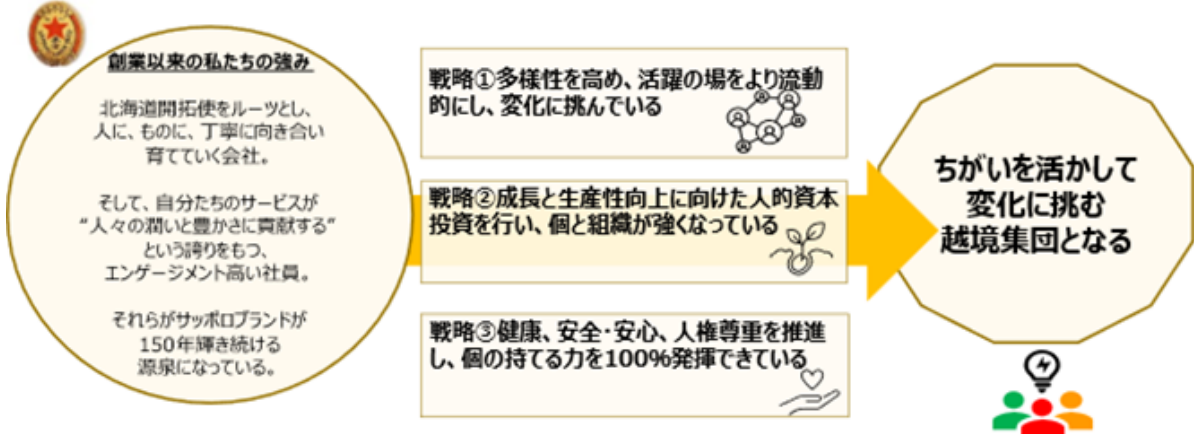 創業以来の私たちの強み
北海道開拓使をルーツとし、
人に、ものに、丁寧に向き合い
育てていく会社。
そして、自分たちのサービスが
“人々の潤いと豊かさに貢献する”
という誇りをもつ、
エンゲージメント高い社員。
それらがサッポロブランドが
150年輝き続ける
源泉になっている。
戦略①多様性を高め、活躍の場をより流動
的にし、変化に挑んでいる
戦略②成長と生産性向上に向けた人的資本
投資を行い、個と組織が強くなっている
戦略③健康、安全・安心、人権尊重を推進
し、個の持てる力を100%発揮できている
ちがいを活かして
変化に挑む
越境集団となる